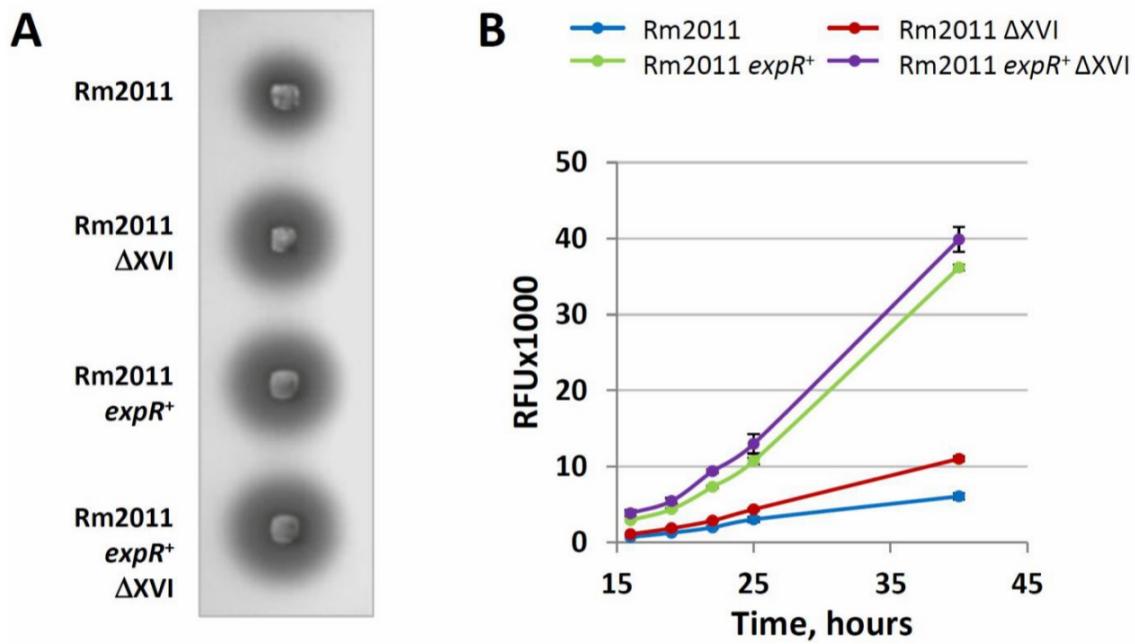 A
Rm2011
Rm2011
ΔXVI
Rm2011
expR⁺
Rm2011
expR⁺
ΔXVI
B
Rm2011 Rm2011 ΔXVI
Rm2011 expR⁺ Rm2011 expR⁺ ΔXVI
RFUx1000
50
40
30
20
10
0
15 25 35 45
Time, hours